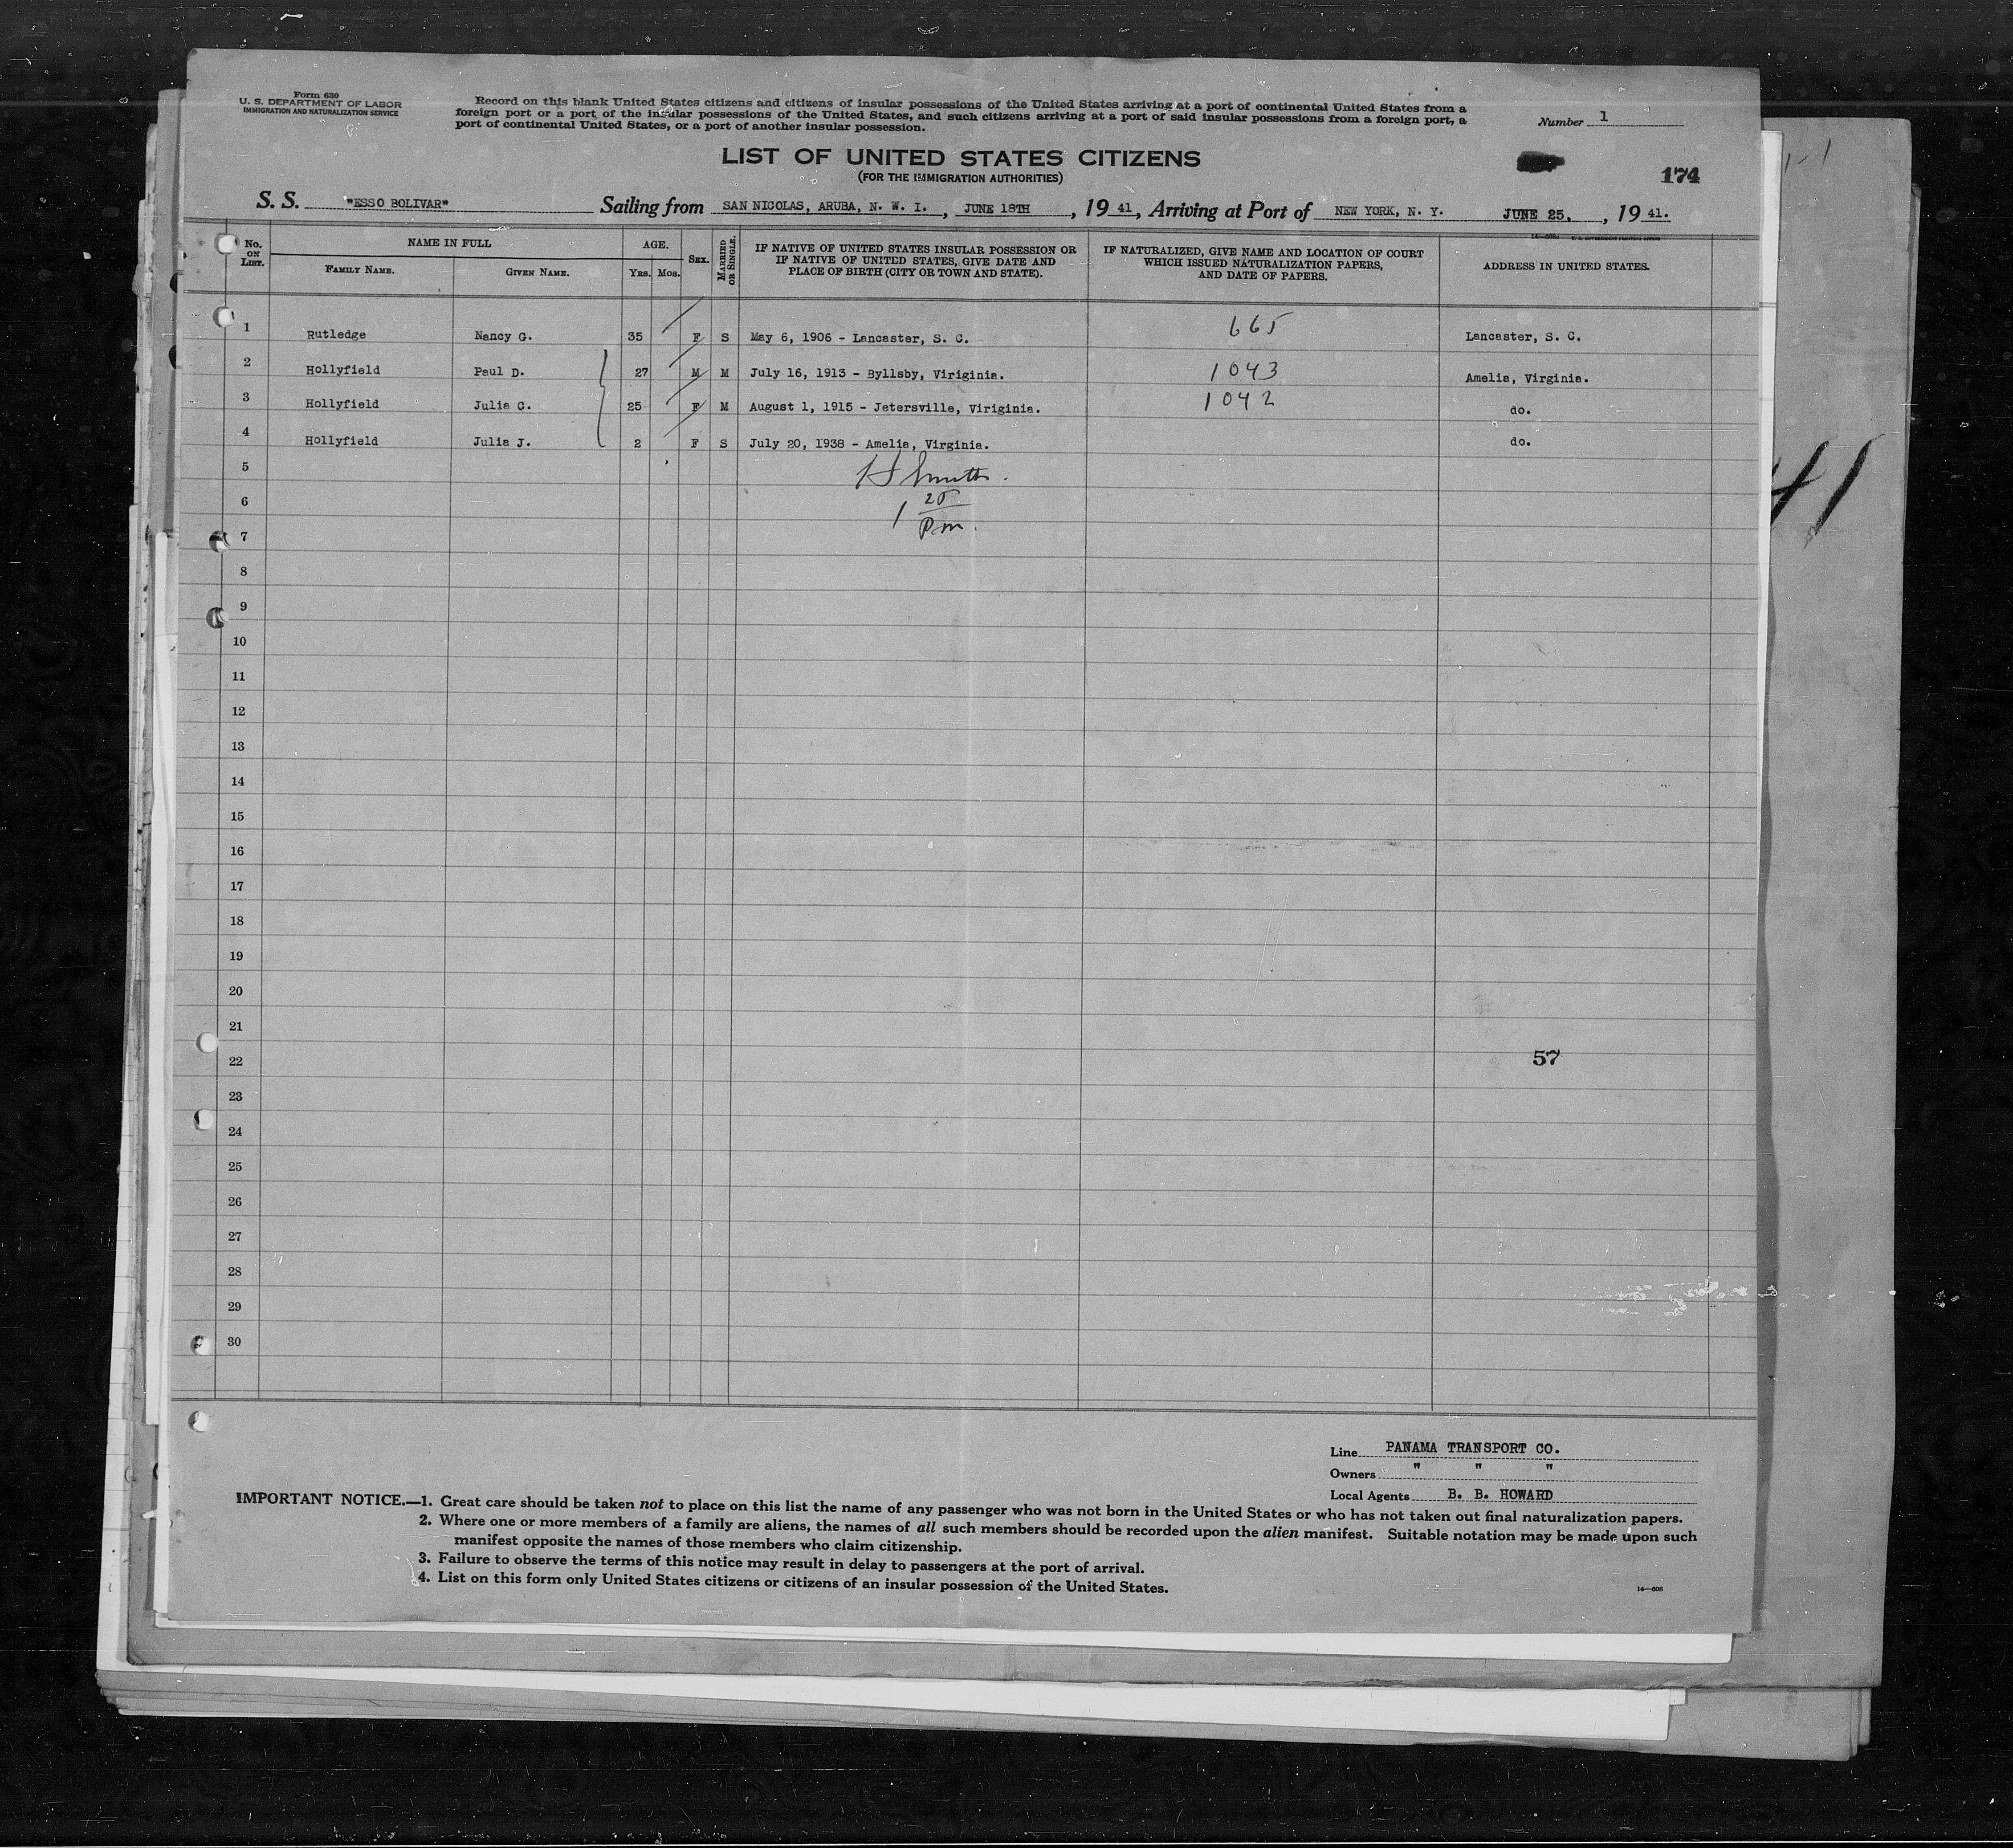 Form 630
U. S. DEPARTMENT OF LABOR
IMMIGRATION AND NATURALIZATION SERVICE
Record on this blank United States citizens and citizens of insular possessions of the United States arriving at a port of continental United States from a
foreign port or a port of the insular possessions of the United States, and such citizens arriving at a port of said insular possessions from a foreign port, a
port of continental United States, or a port of another insular possession.
Number 1
LIST OF UNITED STATES CITIZENS
(FOR THE IMMIGRATION AUTHORITIES)
174
S. S. "ESSO BOLIVAR" Sailing from SAN NICOLAS, ARUBA, N. W. I., JUNE 18TH, 19 41, Arriving at Port of NEW YORK, N. Y. JUNE 25, , 19 41.
No. ON LIST.
NAME IN FULL
FAMILY NAME.
GIVEN NAME.
AGE.
Yrs. Mos.
SEX.
MARRIED OR SINGLE.
IF NATIVE OF UNITED STATES INSULAR POSSESSION OR
IF NATIVE OF UNITED STATES, GIVE DATE AND
PLACE OF BIRTH (CITY OR TOWN AND STATE).
IF NATURALIZED, GIVE NAME AND LOCATION OF COURT
WHICH ISSUED NATURALIZATION PAPERS,
AND DATE OF PAPERS.
ADDRESS IN UNITED STATES.
1 Rutledge Nancy G. 35 F S May 6, 1906 - Lancaster, S. C. 665 Lancaster, S. C.
2 Hollyfield Paul D. 27 M M July 16, 1913 - Byllsby, Viriginia. 1043 Amelia, Virginia.
3 Hollyfield Julia C. 25 F M August 1, 1915 - Jetersville, Viriginia. 1042 do.
4 Hollyfield Julia J. 2 F S July 20, 1938 - Amelia, Virginia. do.
5
H Smith.
6
1 25
pm.
7
8
9
10
11
12
13
14
15
16
17
18
19
20
21
22 57
23
24
25
26
27
28
29
30
Line PANAMA TRANSPORT CO.
Owners " " "
Local Agents B. B. HOWARD
IMPORTANT NOTICE.—1. Great care should be taken not to place on this list the name of any passenger who was not born in the United States or who has not taken out final naturalization papers.
2. Where one or more members of a family are aliens, the names of all such members should be recorded upon the alien manifest. Suitable notation may be made upon such
manifest opposite the names of those members who claim citizenship.
3. Failure to observe the terms of this notice may result in delay to passengers at the port of arrival.
4. List on this form only United States citizens or citizens of an insular possession of the United States.
14—608
41